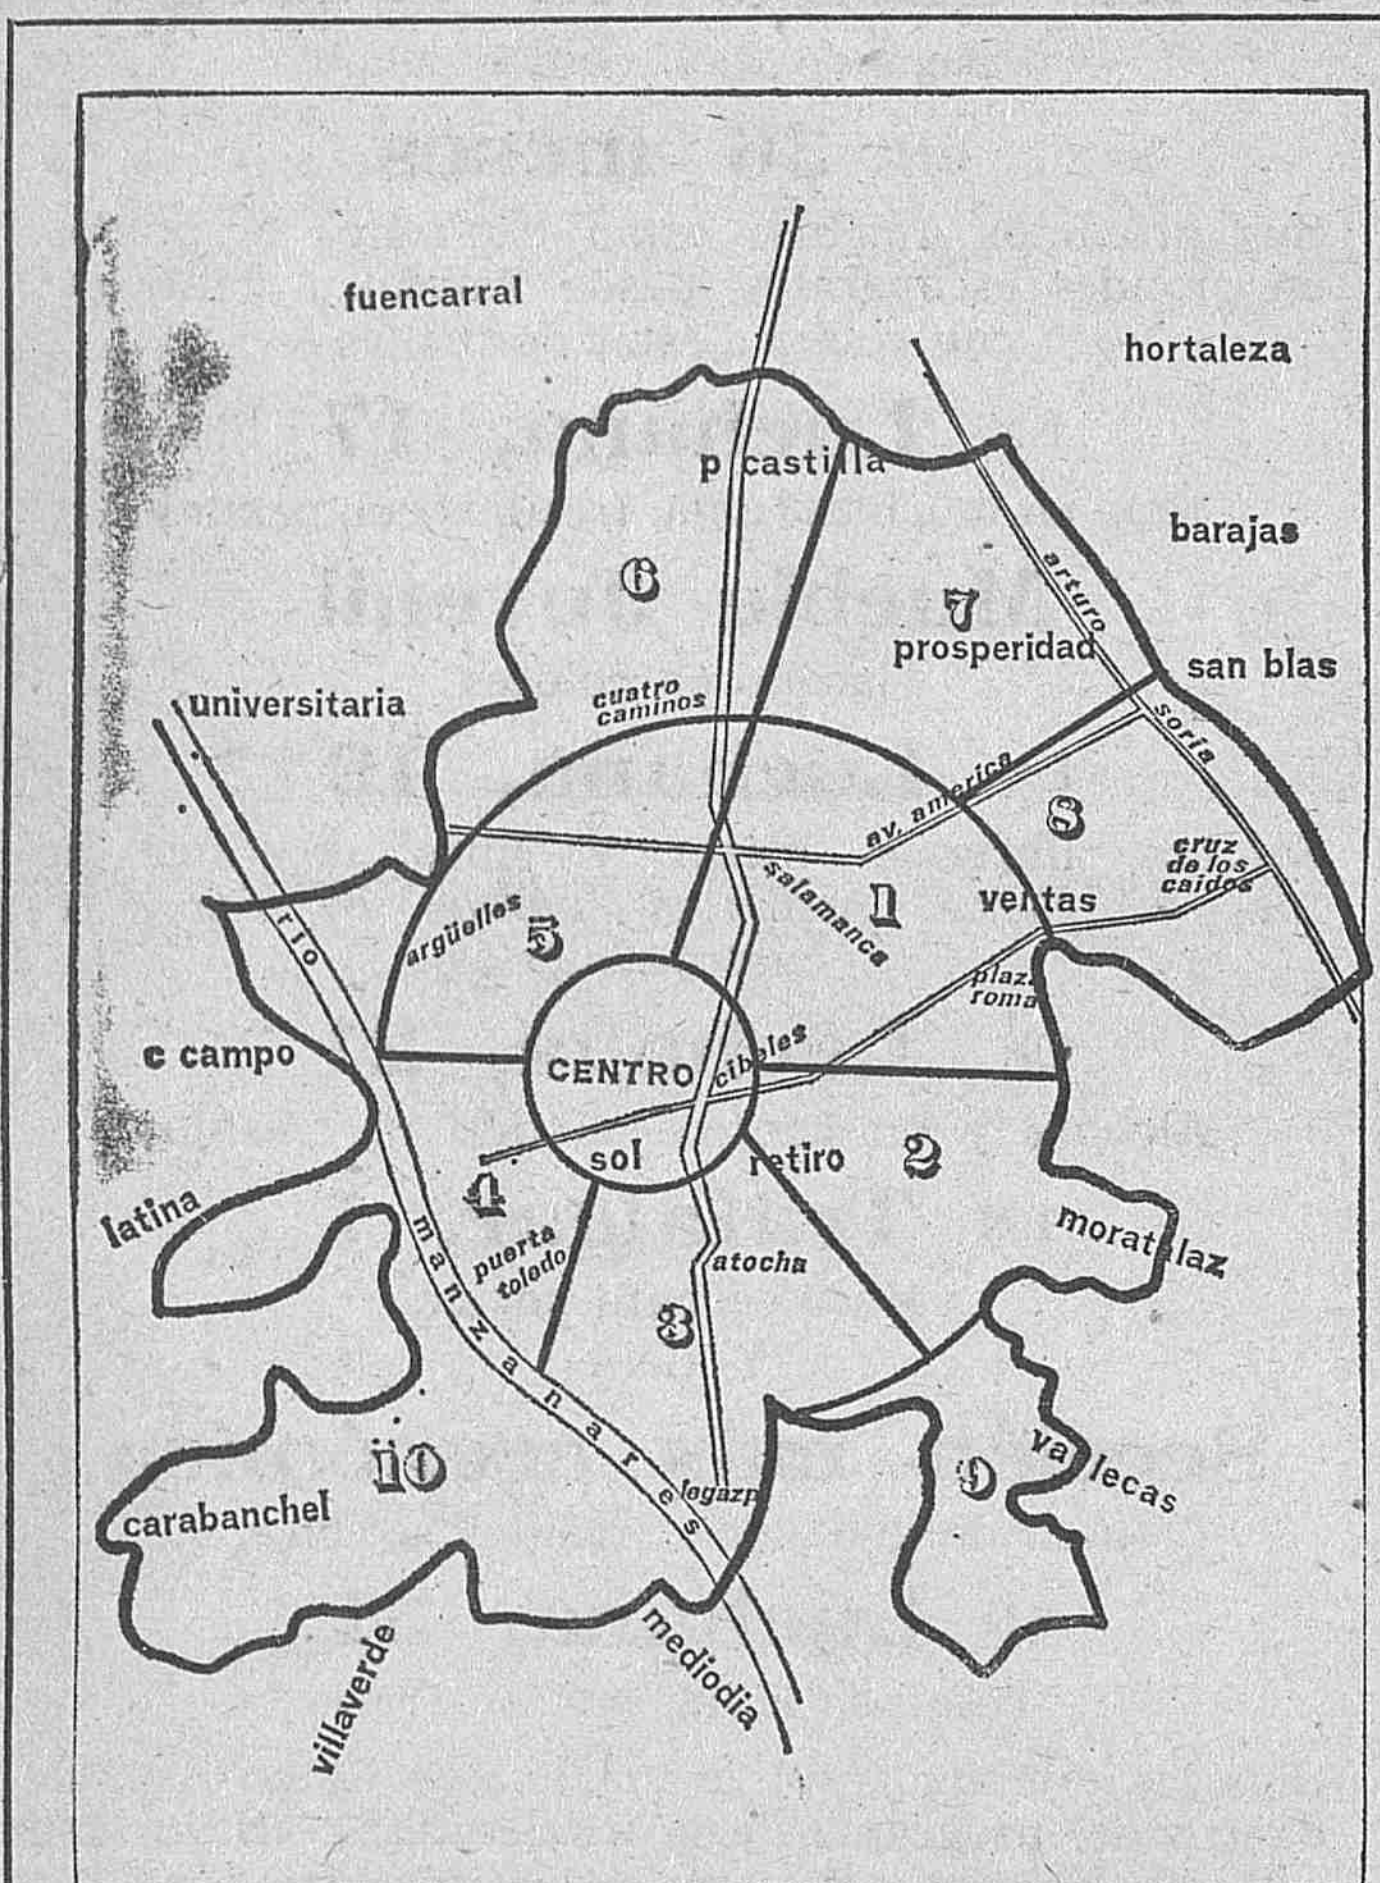 fuencarral
hortaleza
p castilla
barajas
6
arturo
7
prosperidad
san blas
universitaria
cuatro
caminos
soria
av. america
8
cruz
de los
caidos
salamanca
1
ventas
argüelles
5
rio
plaza
roma
c campo
CENTRO
cibeles
sol
retiro
2
4
latina
manzanares
puerta
toledo
atocha
moratalaz
3
vallecas
9
10
legazpi
carabanchel
villaverde
mediodia